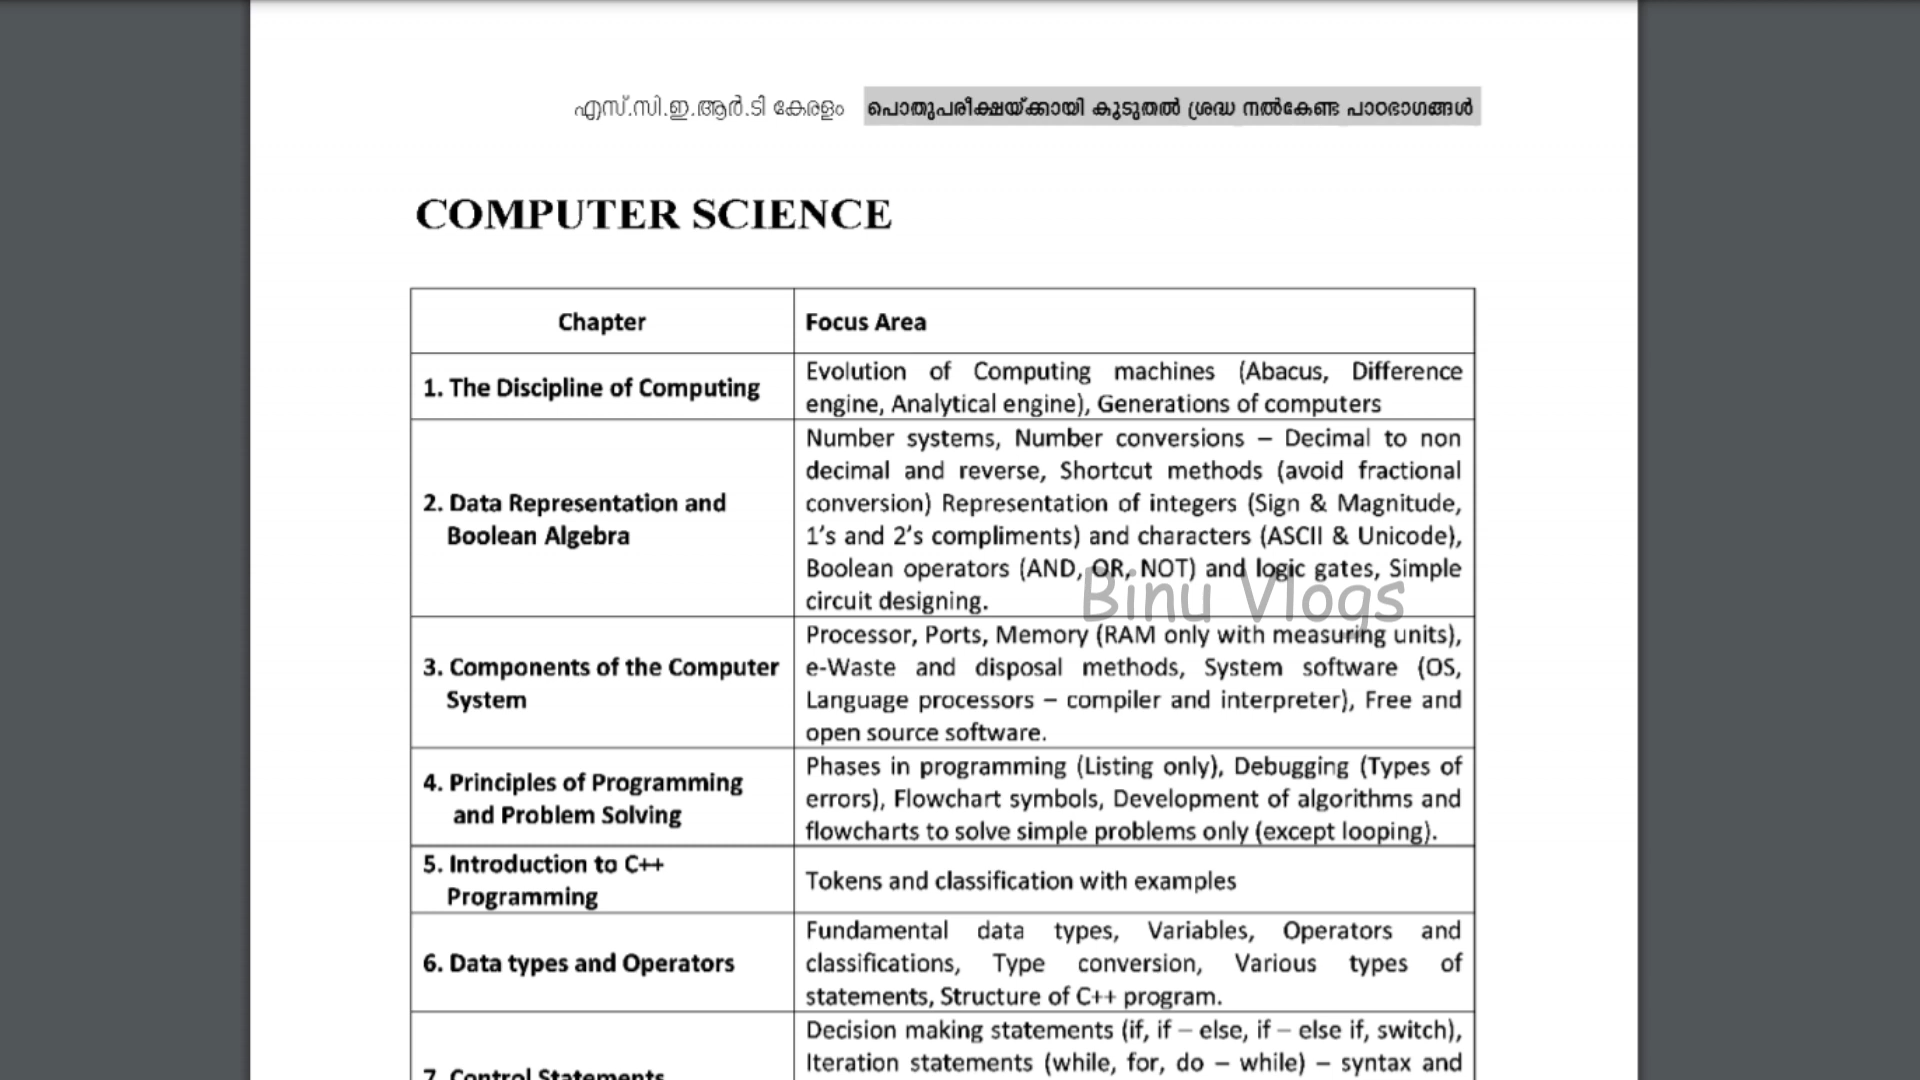 എസ്.സി.ഇ.ആർ.ടി കേരളം പൊതുപരീക്ഷയ്ക്കായി കൂടുതൽ ശ്രദ്ധ നൽകേണ്ട പാഠഭാഗങ്ങൾ
COMPUTER SCIENCE
Chapter
Focus Area
1. The Discipline of Computing
Evolution of Computing machines (Abacus, Difference
engine, Analytical engine), Generations of computers
2. Data Representation and
Boolean Algebra
Number systems, Number conversions – Decimal to non
decimal and reverse, Shortcut methods (avoid fractional
conversion) Representation of integers (Sign & Magnitude,
1’s and 2’s compliments) and characters (ASCII & Unicode),
Boolean operators (AND, OR, NOT) and logic gates, Simple
circuit designing.
Binu Vlogs
3. Components of the Computer
System
Processor, Ports, Memory (RAM only with measuring units),
e-Waste and disposal methods, System software (OS,
Language processors – compiler and interpreter), Free and
open source software.
4. Principles of Programming
and Problem Solving
Phases in programming (Listing only), Debugging (Types of
errors), Flowchart symbols, Development of algorithms and
flowcharts to solve simple problems only (except looping).
5. Introduction to C++
Programming
Tokens and classification with examples
6. Data types and Operators
Fundamental data types, Variables, Operators and
classifications, Type conversion, Various types of
statements, Structure of C++ program.
7. Control Statements
Decision making statements (if, if – else, if – else if, switch),
Iteration statements (while, for, do – while) – syntax and